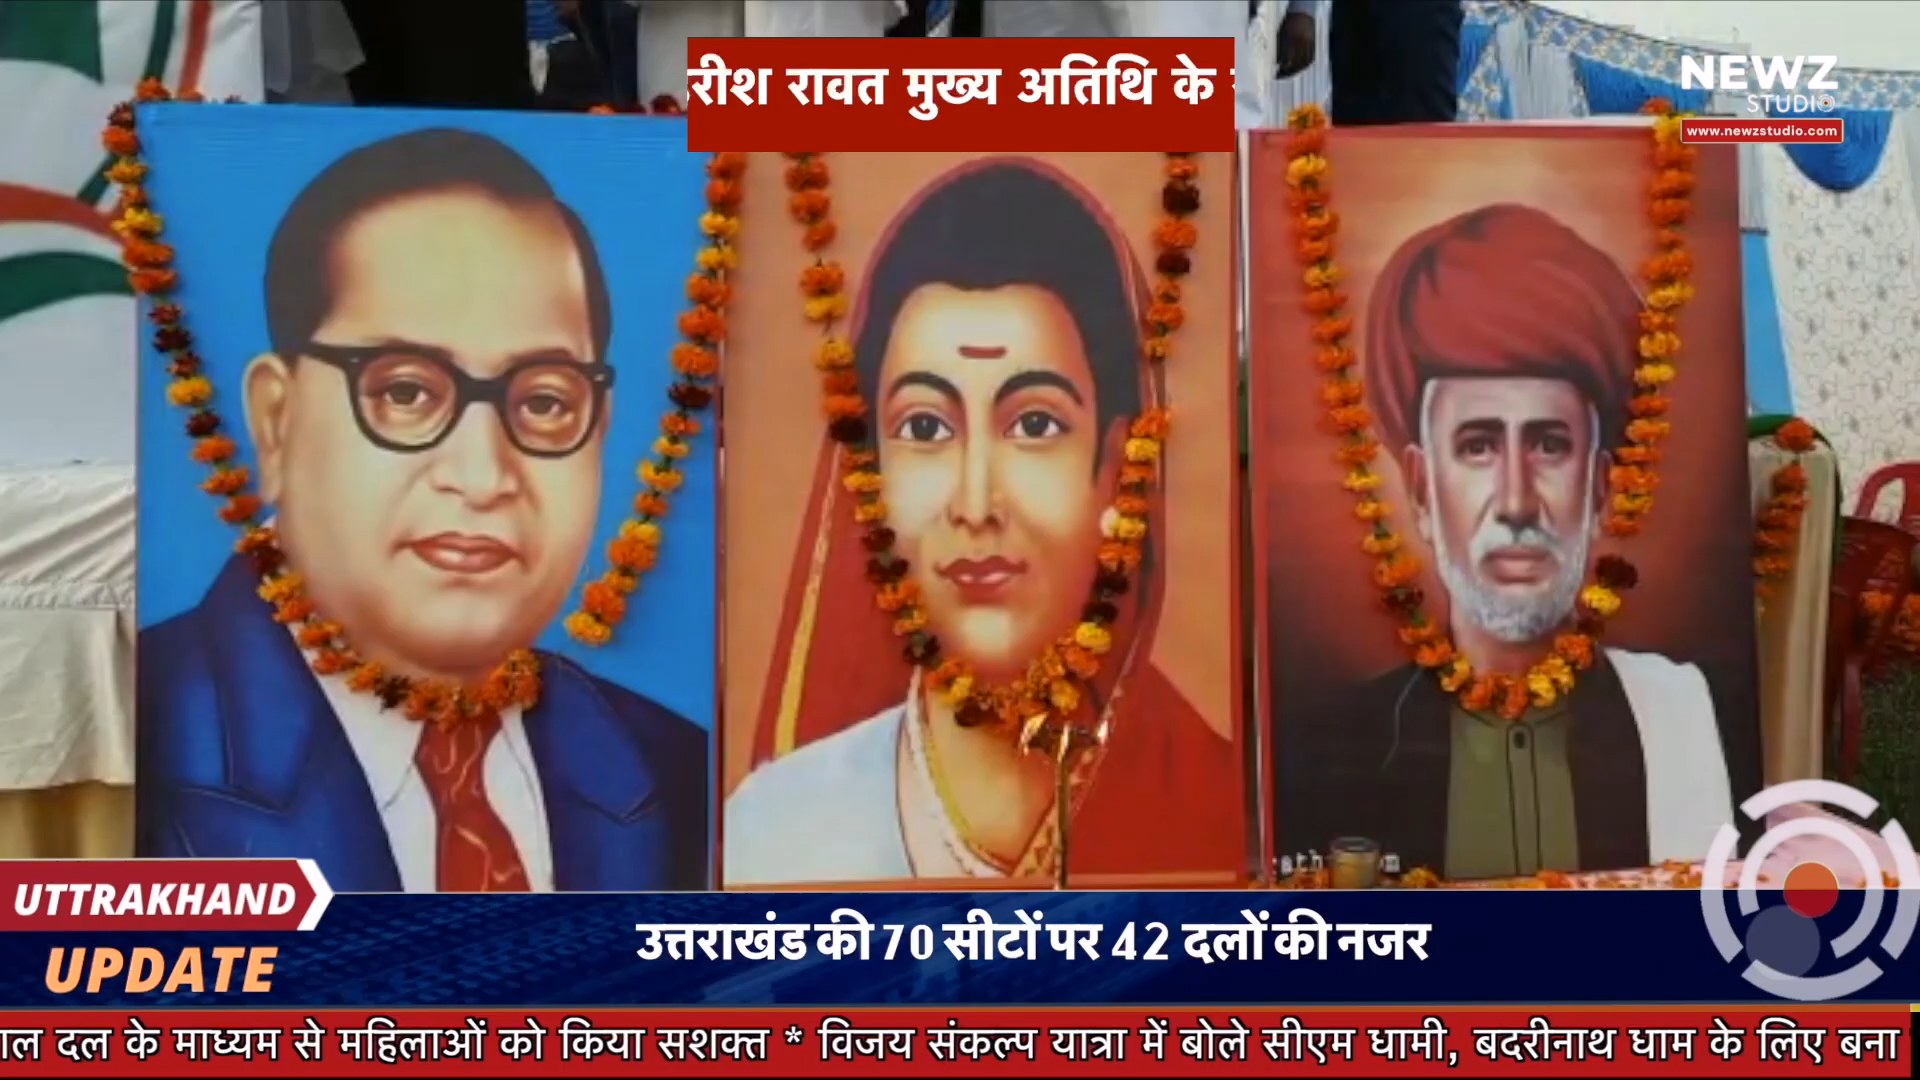 रीश रावत मुख्य अतिथि के
NEWZ
STUDIO
www.newzstudio.com
UTTRAKHAND
UPDATE
उत्तराखंड की 70 सीटों पर 42 दलों की नजर
ाल दल के माध्यम से महिलाओं को किया सशक्त * विजय संकल्प यात्रा में बोले सीएम धामी, बदरीनाथ धाम के लिए बना